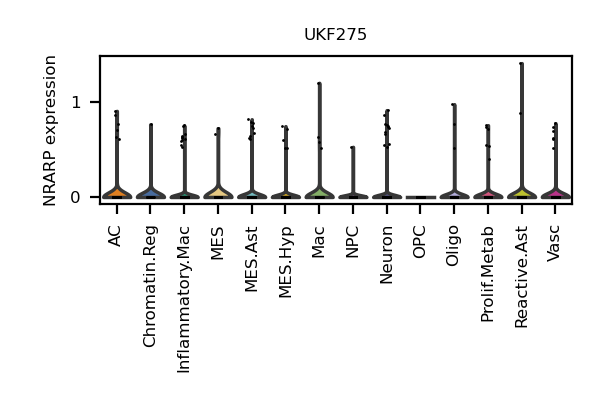 UKF275
NRARP expression
1
0
AC
Chromatin.Reg
Inflammatory.Mac
MES
MES.Ast
MES.Hyp
Mac
NPC
Neuron
OPC
Oligo
Prolif.Metab
Reactive.Ast
Vasc